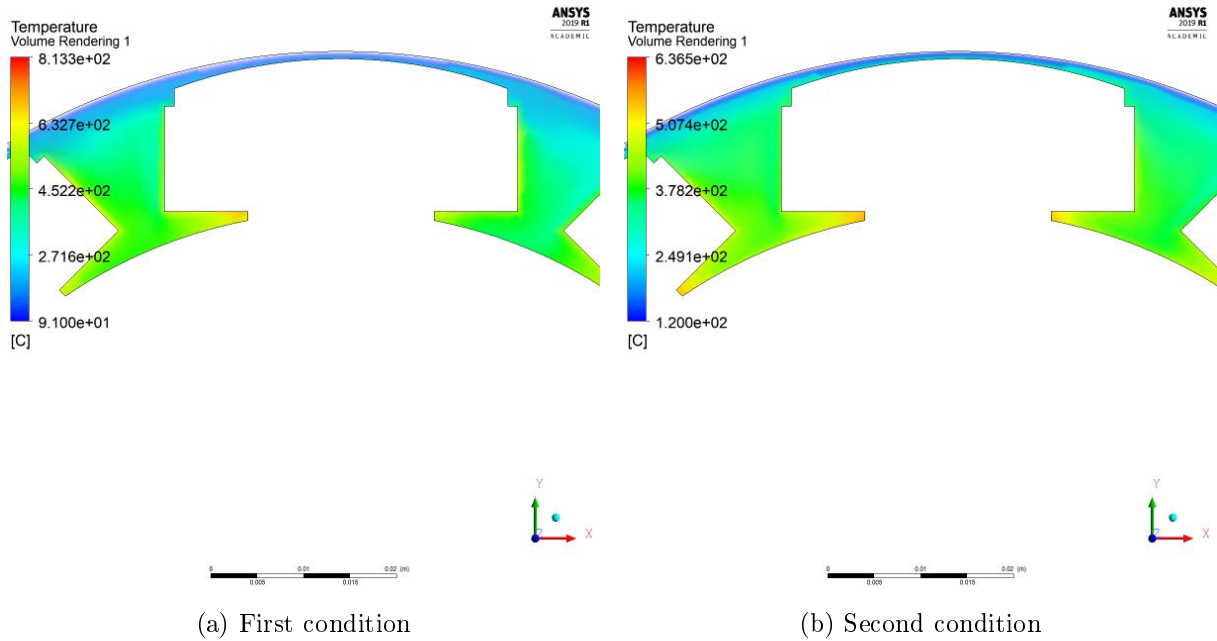 Temperature
Volume Rendering 1
8.133e+02
6.327e+02
4.522e+02
2.716e+02
9.100e+01
[C]
ANSYS
2019 R1
ACADEMIC
Y
X
Z
0
0.01
0.02 (m)
0.005
0.015
(a) First condition
Temperature
Volume Rendering 1
6.365e+02
5.074e+02
3.782e+02
2.491e+02
1.200e+02
[C]
ANSYS
2019 R1
ACADEMIC
Y
X
Z
0
0.01
0.02 (m)
0.005
0.015
(b) Second condition